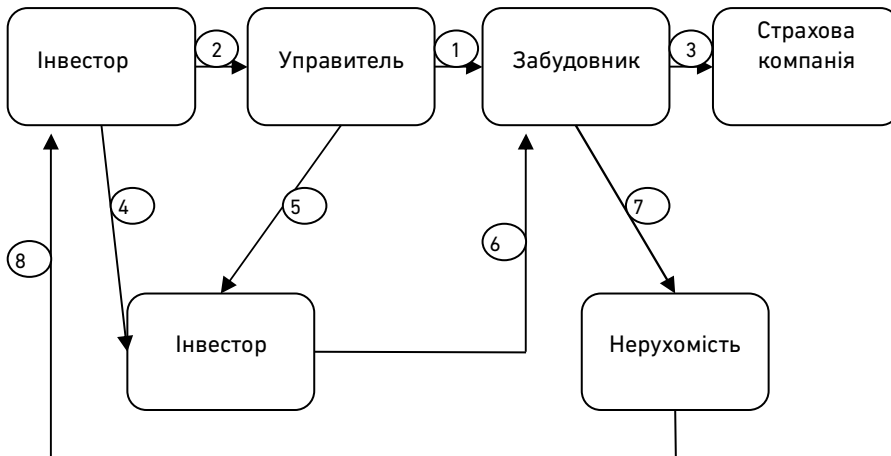 Інвестор
2
Управитель
1
Забудовник
3
Страхова
компанія
4
5
6
7
8
Інвестор
Нерухомість